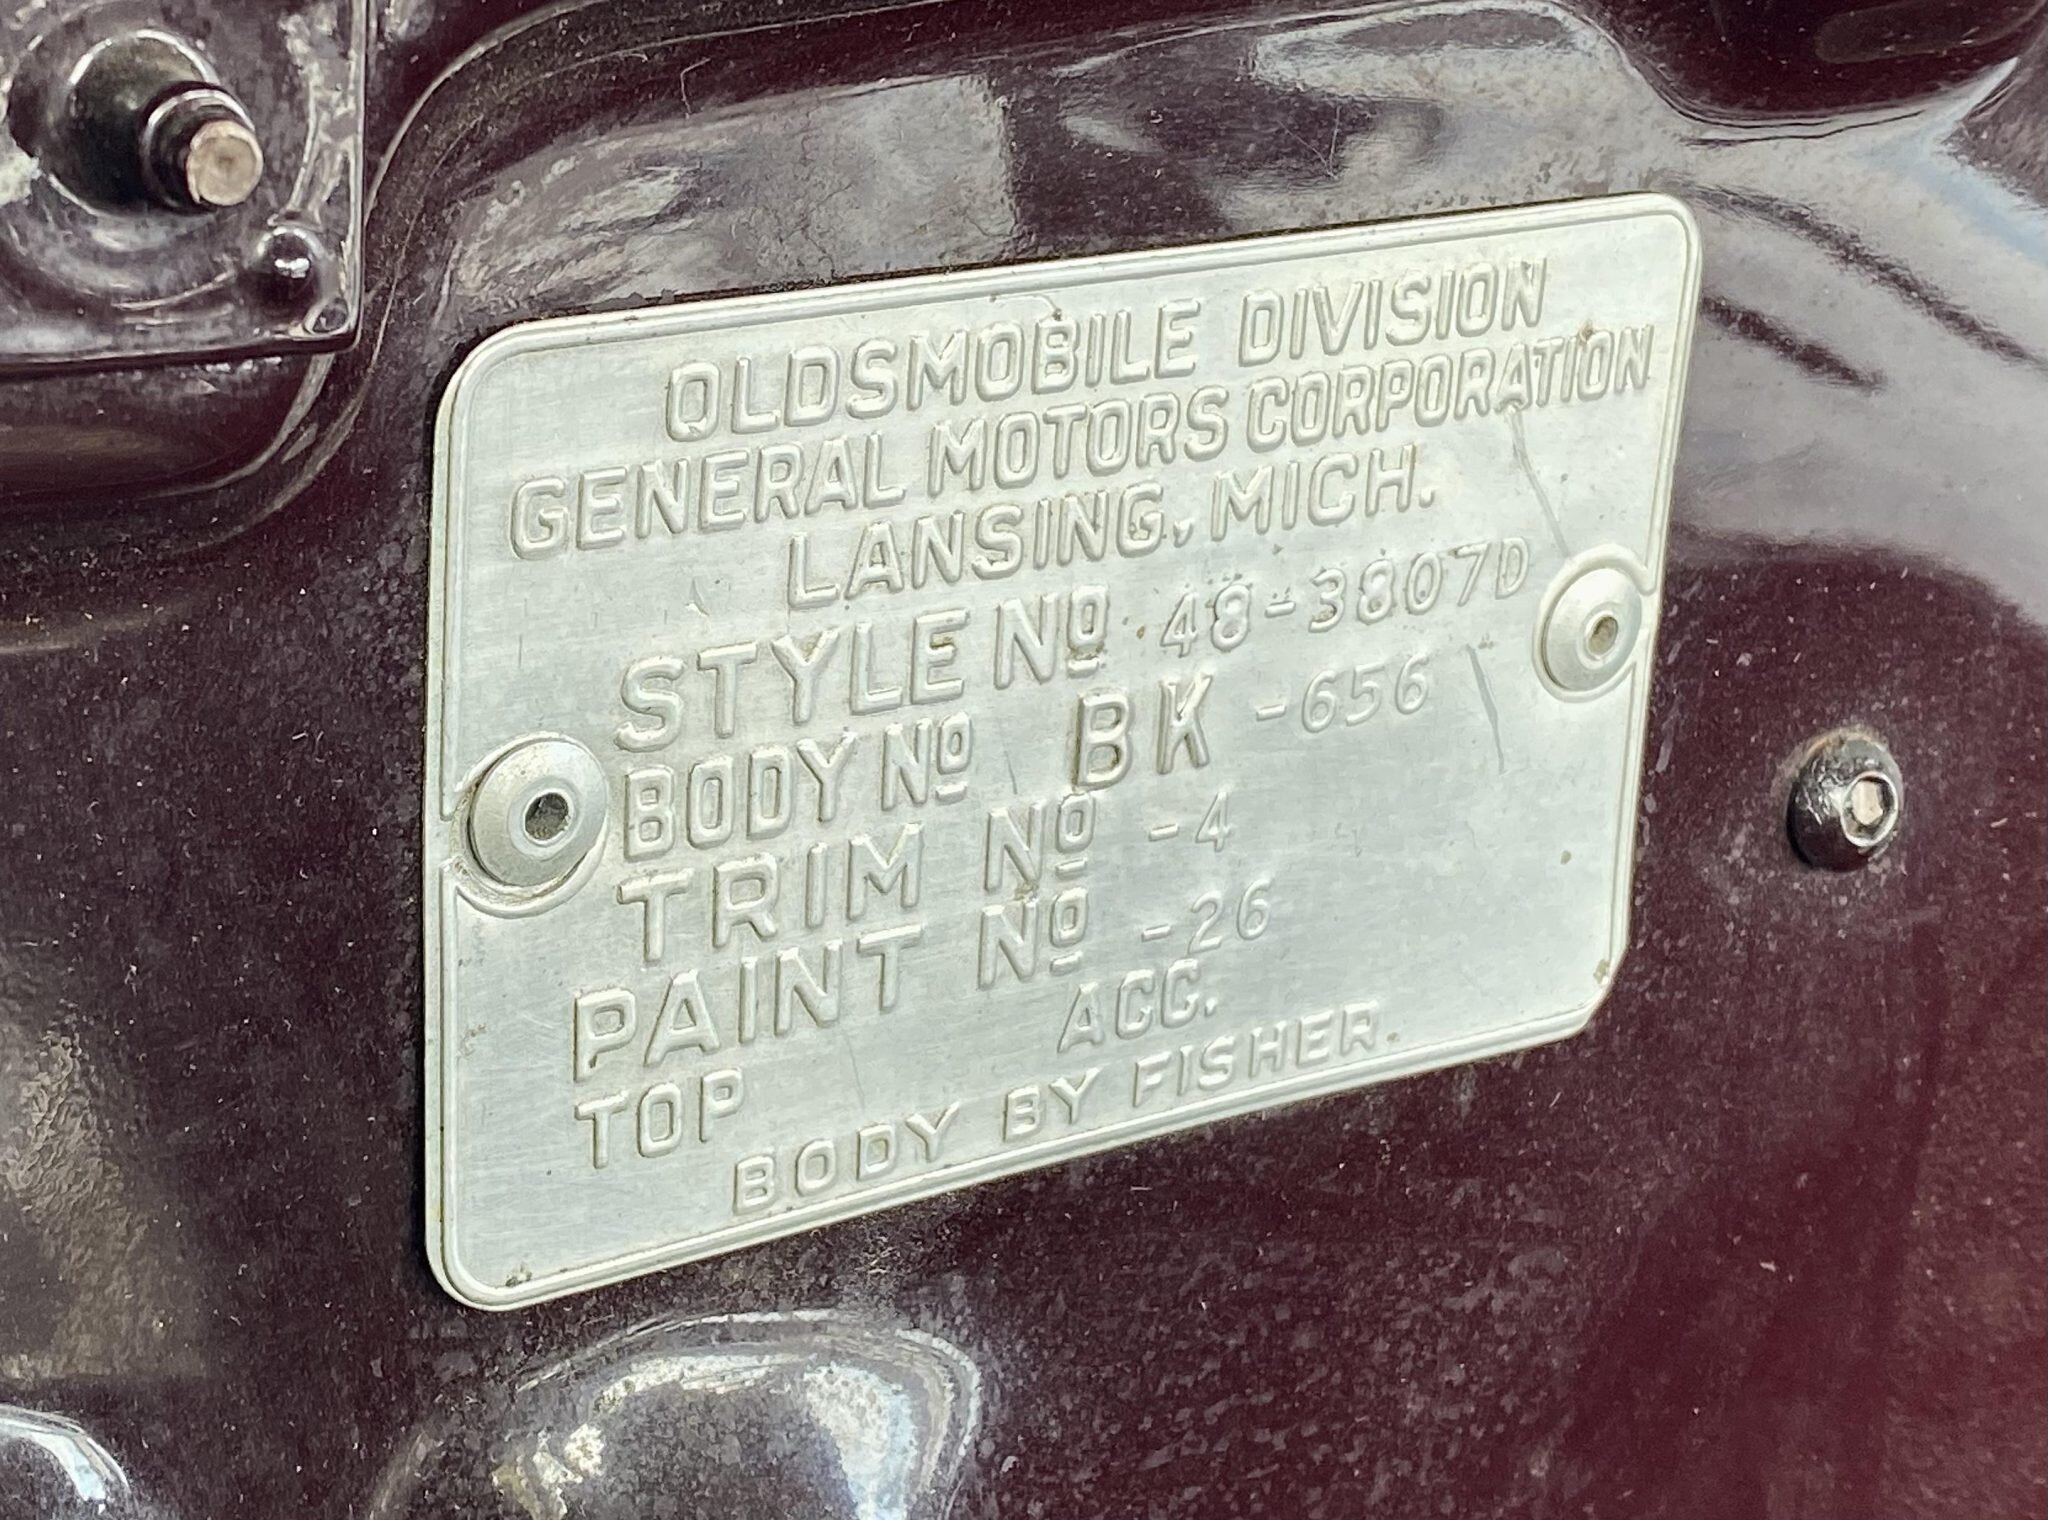 OLDSMOBILE DIVISION
GENERAL MOTORS CORPORATION
LANSING, MICH.
STYLE Nº 48-3807D
BODY Nº BK -656
TRIM Nº -4
PAINT Nº -26
TOP ACC.
BODY BY FISHER.